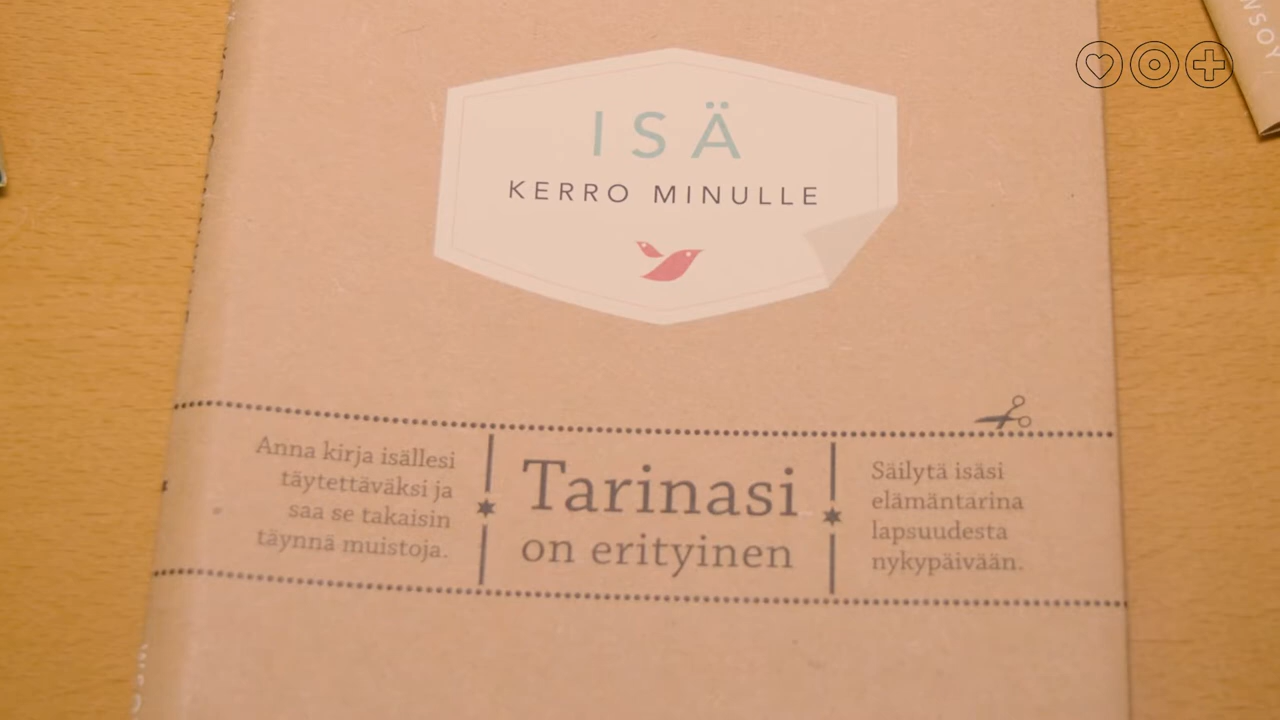 ISÄ
KERRO MINULLE
Anna kirja isällesi
täytettäväksi ja
saa se takaisin
täynnä muistoja.
Tarinasi
on erityinen
Säilytä isäsi
elämäntarina
lapsuudesta
nykypäivään.